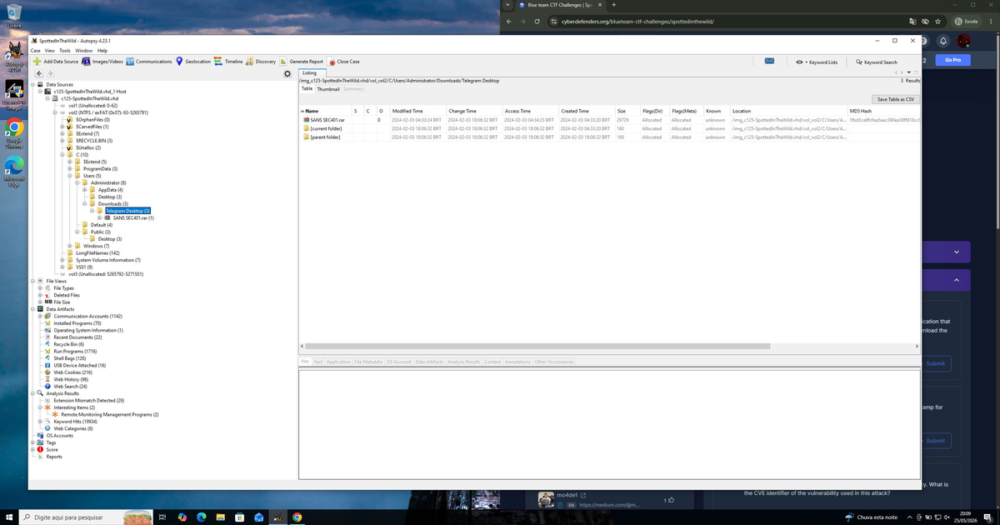 Lixeira
Autopsy
4.23.1
AccessData FTK
Imager
Google
Chrome
Microsoft
Edge
Blue team CTF Challenges | Spo
cyberdefenders.org/blueteam-ctf-challenges/spottedinthewild/
Escola
SpottedInTheWild - Autopsy 4.23.1
Case View Tools Window Help
Add Data Source Images/Videos Communications Geolocation Timeline Discovery Generate Report Close Case Keyword Lists Keyword Search
Go Pro
Data Sources
c125-SpottedInTheWild.vhd_1 Host
c125-SpottedInTheWild.vhd
vol1 (Unallocated: 0-62)
vol2 (NTFS / exFAT (0x07): 63-5265791)
$OrphanFiles (0)
$CarvedFiles (1)
$Extend (7)
$RECYCLE.BIN (3)
$Unalloc (2)
C (10)
$Extend (5)
ProgramData (3)
Users (5)
Administrator (8)
AppData (4)
Desktop (3)
Downloads (3)
Telegram Desktop (3)
SANS SEC401.rar (1)
Default (4)
Public (3)
Desktop (3)
Windows (7)
LongFileNames (142)
System Volume Information (7)
VSS1 (9)
vol3 (Unallocated: 5265792-5271551)
File Views
File Types
Deleted Files
MB File Size
Data Artifacts
Communication Accounts (1142)
Installed Programs (70)
Operating System Information (1)
Recent Documents (22)
Recycle Bin (6)
Run Programs (1716)
Shell Bags (128)
USB Device Attached (16)
Web Cookies (216)
Web History (96)
Web Search (24)
Analysis Results
Extension Mismatch Detected (29)
Interesting Items (2)
Remote Monitoring Management Programs (2)
Keyword Hits (19934)
Web Categories (6)
OS Accounts
Tags
Score
Reports
Listing
/img_c125-SpottedInTheWild.vhd/vol_vol2/C/Users/Administrator/Downloads/Telegram Desktop
3 Results
Table Thumbnail Summary
Save Table as CSV
Name S C O Modified Time Change Time Access Time Created Time Size Flags(Dir) Flags(Meta) Known Location MD5 Hash
SANS SEC401.rar 0 2024-02-03 04:33:24 BRT 2024-02-03 18:06:32 BRT 2024-02-03 04:34:23 BRT 2024-02-03 04:33:20 BRT 29729 Allocated Allocated unknown /img_c125-SpottedInTheWild.vhd/vol_vol2/C/Users/A...
[current folder] 2024-02-03 18:06:32 BRT 2024-02-03 18:06:32 BRT 2024-02-03 18:06:32 BRT 2024-02-03 04:33:20 BRT 160 Allocated Allocated unknown /img_c125-SpottedInTheWild.vhd/vol_vol2/C/Users/A...
[parent folder] 2024-02-03 18:06:32 BRT 2024-02-03 18:06:32 BRT 2024-02-03 18:06:32 BRT 2024-02-03 18:06:32 BRT 168 Allocated Allocated unknown /img_c125-SpottedInTheWild.vhd/vol_vol2/C/Users/A...
Hex Text Application File Metadata OS Account Data Artifacts Analysis Results Context Annotations Other Occurrences
ication that
nload the
Submit
amp for
Submit
ry. What is
the CVE identifier of the vulnerability used in this attack?
mo4de1
EN https://medium.com/@m...
1
Digite aqui para pesquisar
Chuva esta noite
20:09
25/05/2026